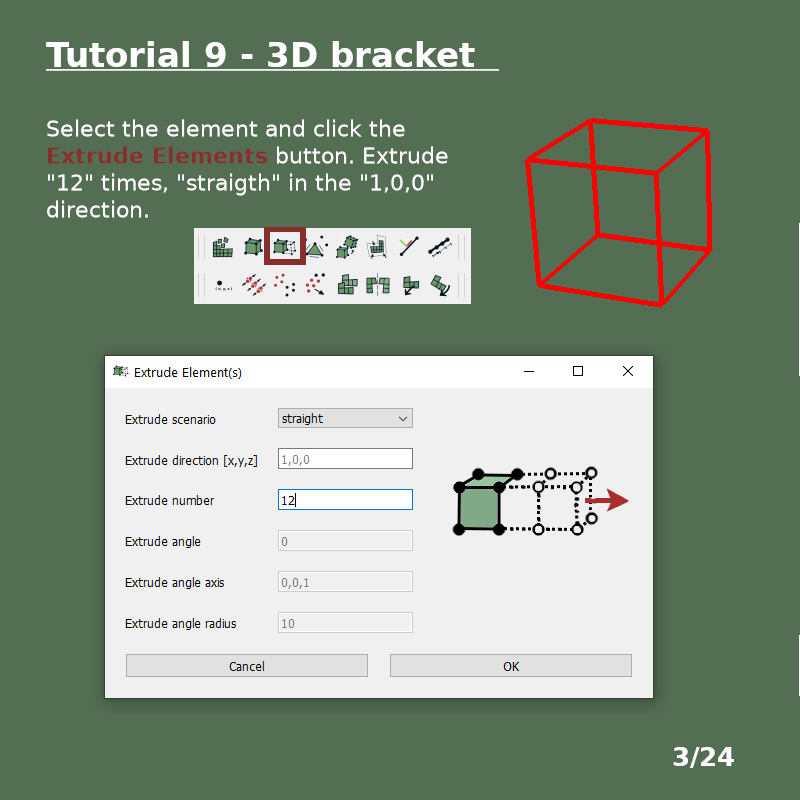 Tutorial 9 - 3D bracket
Select the element and click the
Extrude Elements button. Extrude
"12" times, "straigth" in the "1,0,0"
direction.
Extrude Element(s)
Extrude scenario
straight
Extrude direction [x,y,z]
1,0,0
Extrude number
12
Extrude angle
0
Extrude angle axis
0,0,1
Extrude angle radius
10
Cancel
OK
3/24